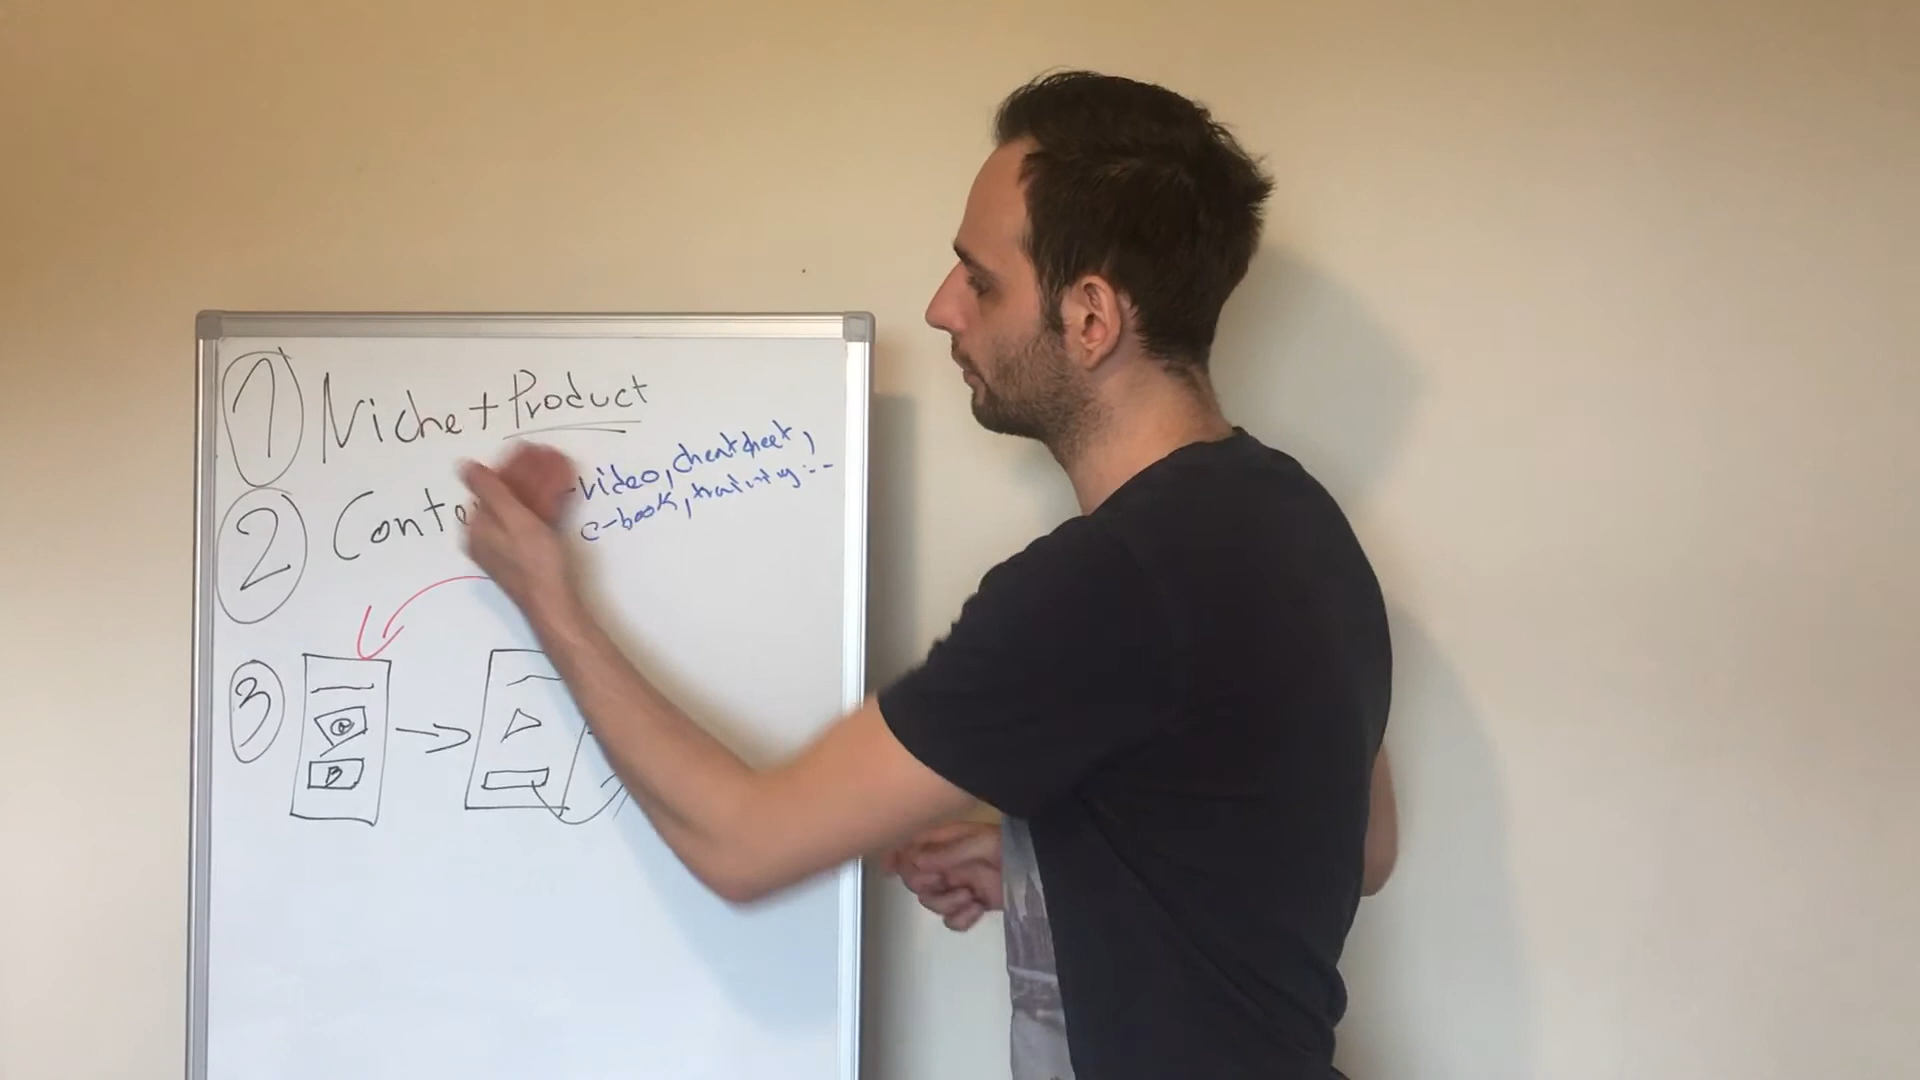 1 Niche + Product
-video, cheatsheet,
2 Conte
e-book, training...
3